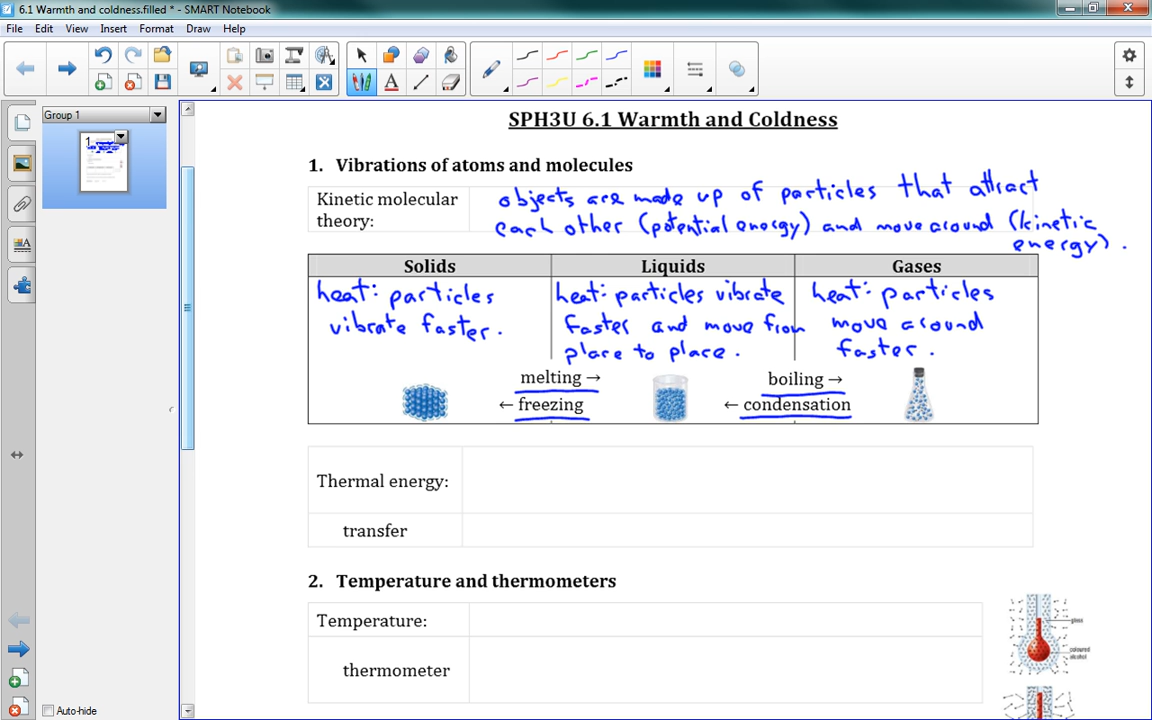 6.1 Warmth and coldness.filled * - SMART Notebook
File Edit View Insert Format Draw Help
Group 1
1
SPH3U 6.1 Warmth and Coldness
1. Vibrations of atoms and molecules
Kinetic molecular theory:
objects are made up of particles that attract
each other (potential energy) and move around (kinetic
energy).
Solids Liquids Gases
heat: particles
vibrate faster.
heat: particles vibrate
faster and move from
place to place.
heat: particles
move around
faster.
melting → boiling →
← freezing ← condensation
Thermal energy:
transfer
2. Temperature and thermometers
Temperature:
thermometer
glass
coloured
alcohol
Auto-hide